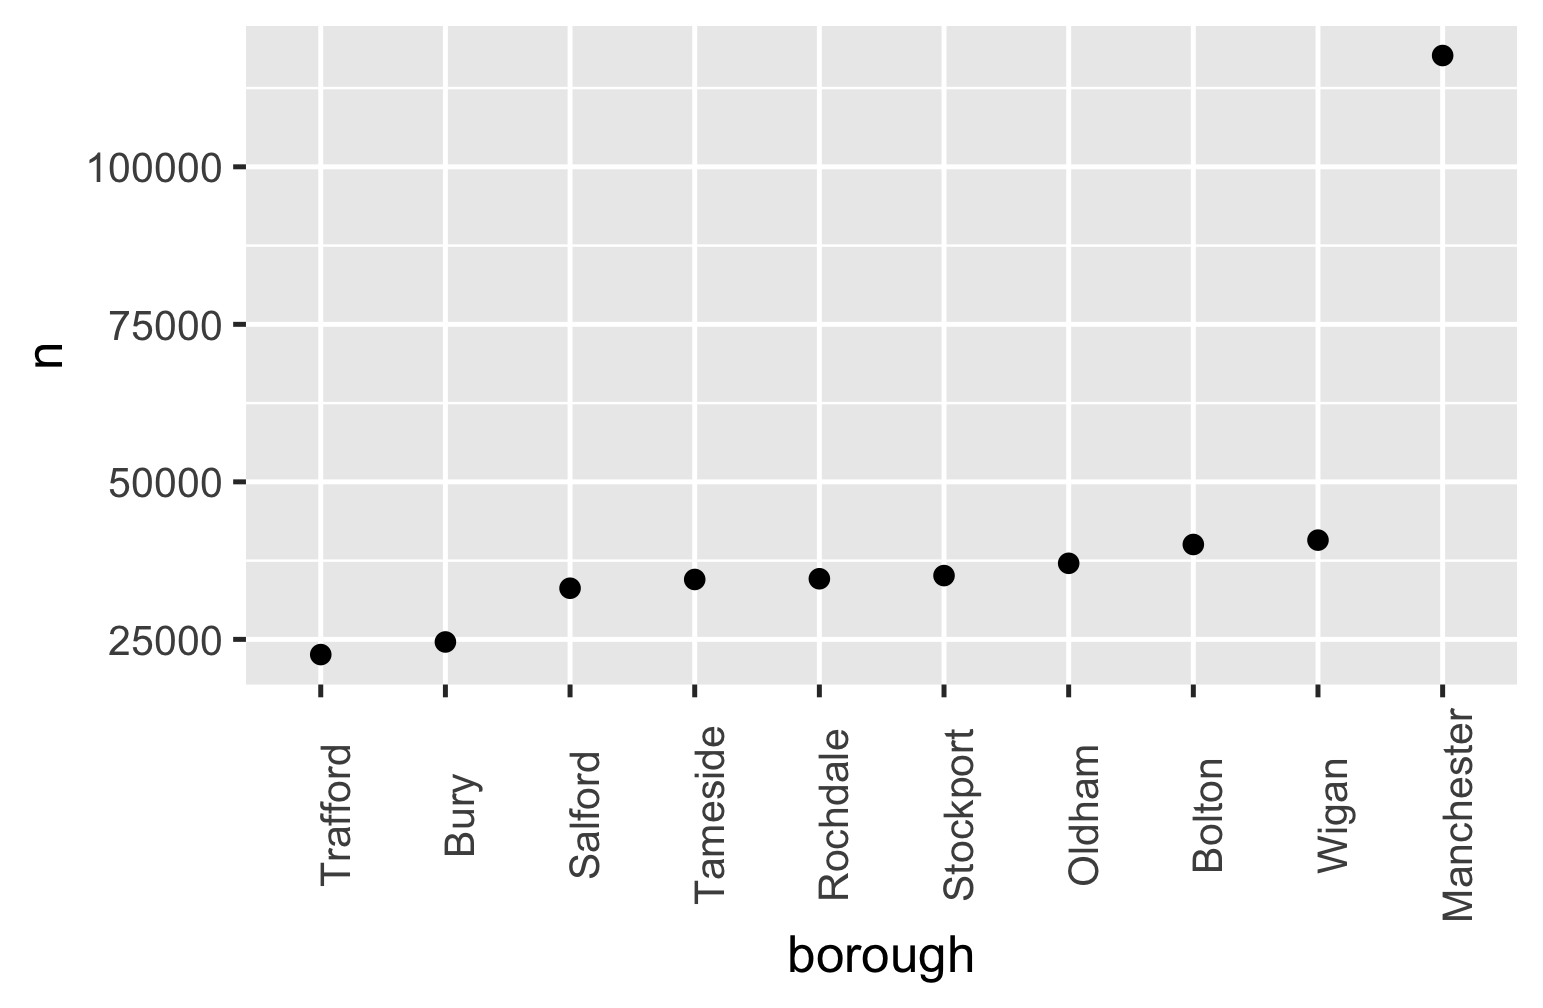 100000
75000
50000
25000
n
Trafford
Bury
Salford
Tameside
Rochdale
Stockport
Oldham
Bolton
Wigan
Manchester
borough